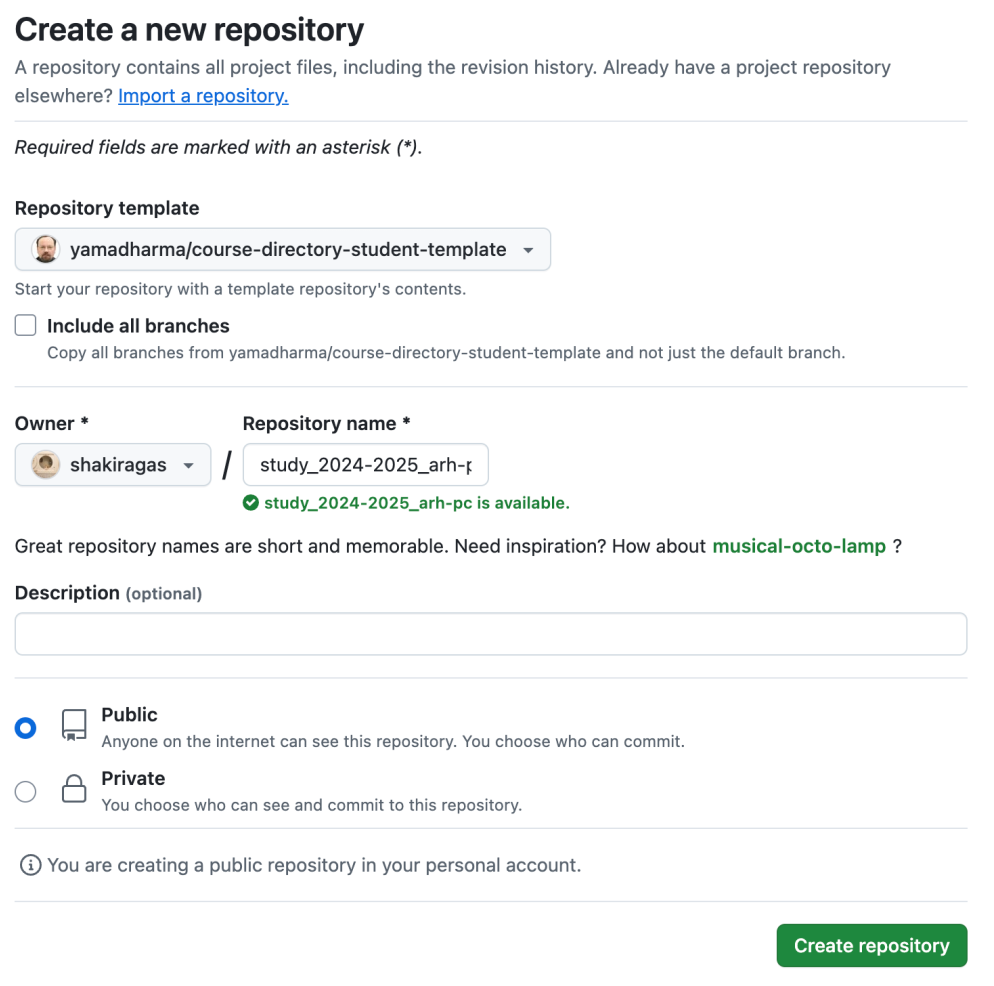 Create a new repository
A repository contains all project files, including the revision history. Already have a project repository
elsewhere? Import a repository.
Required fields are marked with an asterisk (*).
Repository template
yamadharma/course-directory-student-template
Start your repository with a template repository's contents.
Include all branches
Copy all branches from yamadharma/course-directory-student-template and not just the default branch.
Owner * Repository name *
shakiragas / study_2024-2025_arh-p
study_2024-2025_arh-pc is available.
Great repository names are short and memorable. Need inspiration? How about musical-octo-lamp ?
Description (optional)
Public
Anyone on the internet can see this repository. You choose who can commit.
Private
You choose who can see and commit to this repository.
You are creating a public repository in your personal account.
Create repository